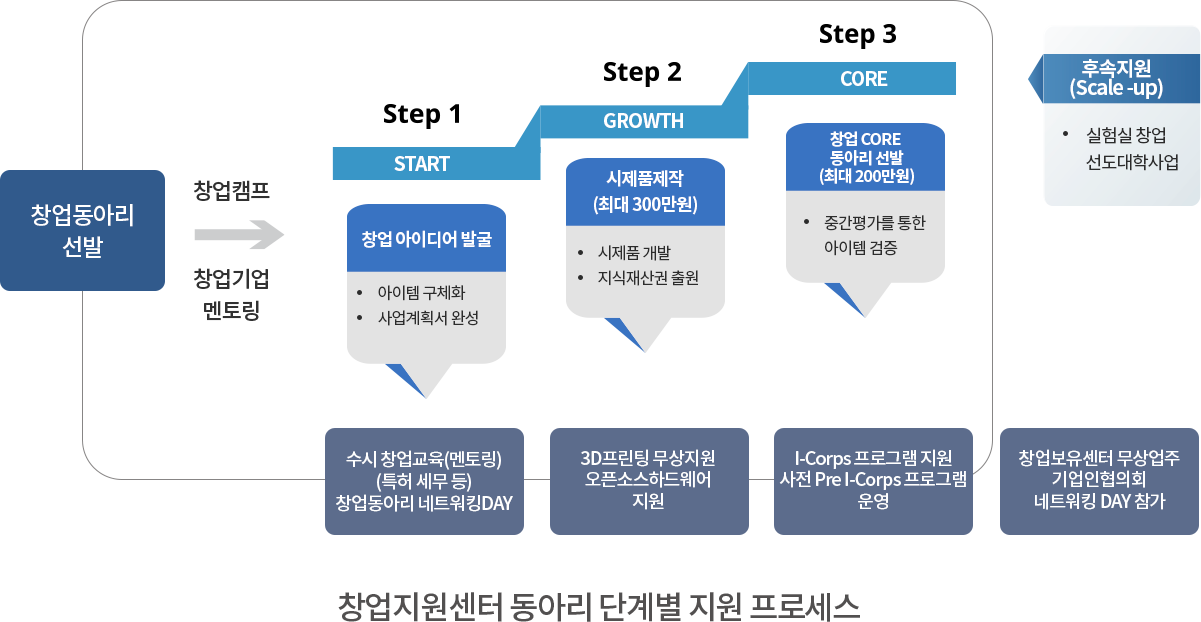 창업동아리
선발
창업캠프
창업기업
멘토링
Step 1
START
창업 아이디어 발굴
• 아이템 구체화
• 사업계획서 완성
Step 2
GROWTH
시제품제작
(최대 300만원)
• 시제품 개발
• 지식재산권 출원
Step 3
CORE
창업 CORE
동아리 선발
(최대 200만원)
• 중간평가를 통한
아이템 검증
후속지원
(Scale -up)
• 실험실 창업
선도대학사업
수시 창업교육(멘토링)
(특허 세무 등)
창업동아리 네트워킹DAY
3D프린팅 무상지원
오픈소스하드웨어
지원
I-Corps 프로그램 지원
사전 Pre I-Corps 프로그램
운영
창업보유센터 무상업주
기업인협의회
네트워킹 DAY 참가
창업지원센터 동아리 단계별 지원 프로세스